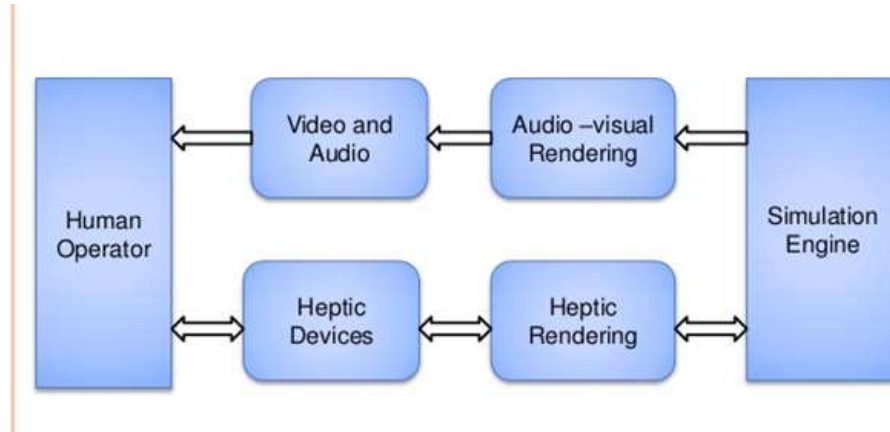 Human
Operator
Video and
Audio
Audio –visual
Rendering
Heptic
Devices
Heptic
Rendering
Simulation
Engine